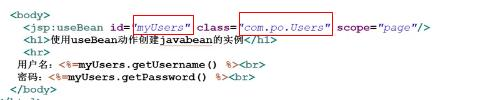 <body>
<jsp:useBean id="myUsers" class="com.po.Users" scope="page"/>
<h1>使用useBean动作创建javabean的实例</h1>
<hr>
用户名：<%=myUsers.getUsername() %><br>
密码：<%=myUsers.getPassword() %><br>
</body>